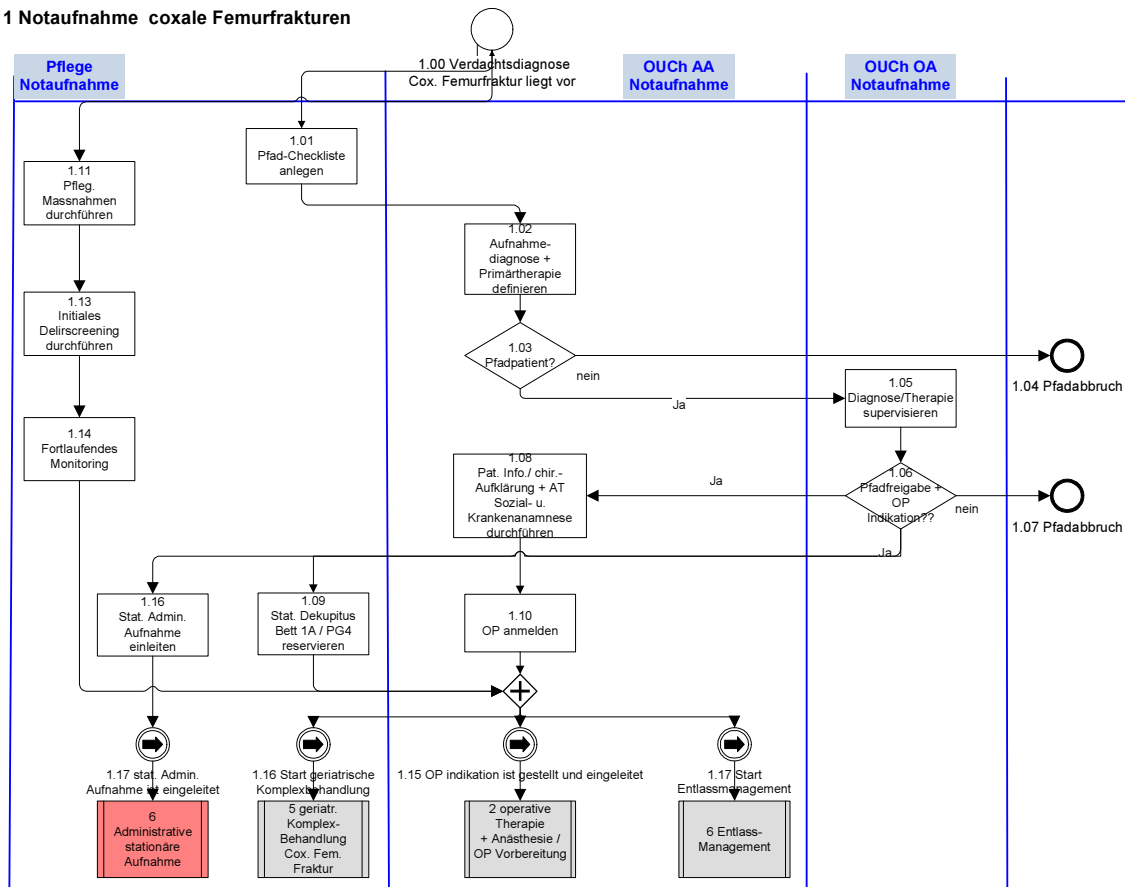 1 Notaufnahme  coxale Femurfrakturen
Pflege
Notaufnahme
1.00 Verdachtsdiagnose
Cox. Femurfraktur liegt vor
OUCh AA
Notaufnahme
OUCh OA
Notaufnahme
1.01
Pfad-Checkliste
anlegen
1.11
Pfleg.
Massnahmen
durchführen
1.02
Aufnahme-
diagnose +
Primärtherapie
definieren
1.13
Initiales
Delirscreening
durchführen
1.03
Pfadpatient?
nein
1.04 Pfadabbruch
Ja
1.05
Diagnose/Therapie
supervisieren
1.14
Fortlaufendes
Monitoring
1.08
Pat. Info./ chir.-
Aufklärung + AT
Sozial- u.
Krankenanamnese
durchführen
Ja
1.06
Pfadfreigabe +
OP
Indikation??
nein
1.07 Pfadabbruch
Ja
1.16
Stat. Admin.
Aufnahme
einleiten
1.09
Stat. Dekupitus
Bett 1A / PG4
reservieren
1.10
OP anmelden
1.17 stat. Admin.
Aufnahme ist eingeleitet
1.16 Start geriatrische
Komplexbehandlung
1.15 OP indikation ist gestellt und eingeleitet
1.17 Start
Entlassmanagement
6
Administrative
stationäre
Aufnahme
5 geriatr.
Komplex-
Behandlung
Cox. Fem.
Fraktur
2 operative
Therapie
+ Anästhesie /
OP Vorbereitung
6 Entlass-
Management